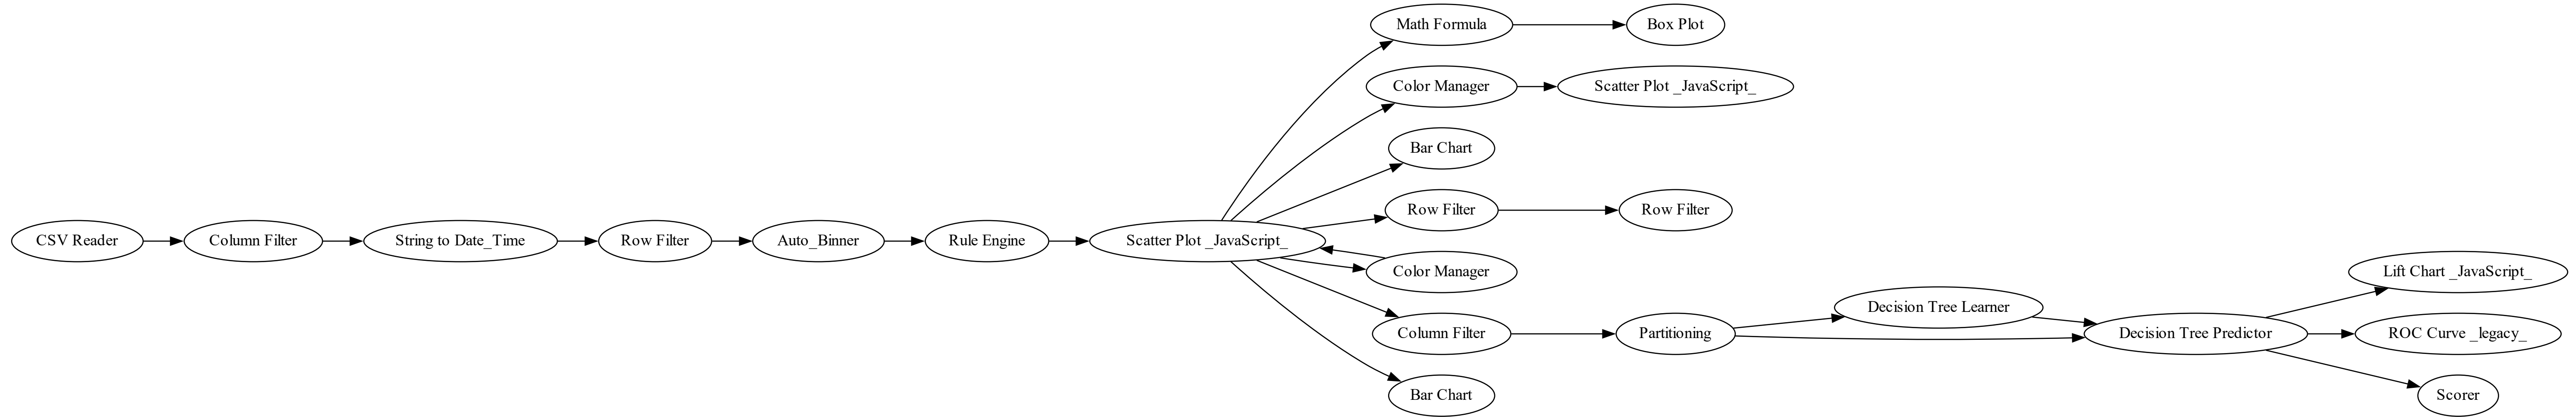 Math Formula
Box Plot
Color Manager
Scatter Plot _JavaScript_
Bar Chart
Row Filter
Row Filter
CSV Reader
Column Filter
String to Date_Time
Row Filter
Auto_Binner
Rule Engine
Scatter Plot _JavaScript_
Color Manager
Lift Chart _JavaScript_
Decision Tree Learner
Column Filter
Partitioning
Decision Tree Predictor
ROC Curve _legacy_
Bar Chart
Scorer